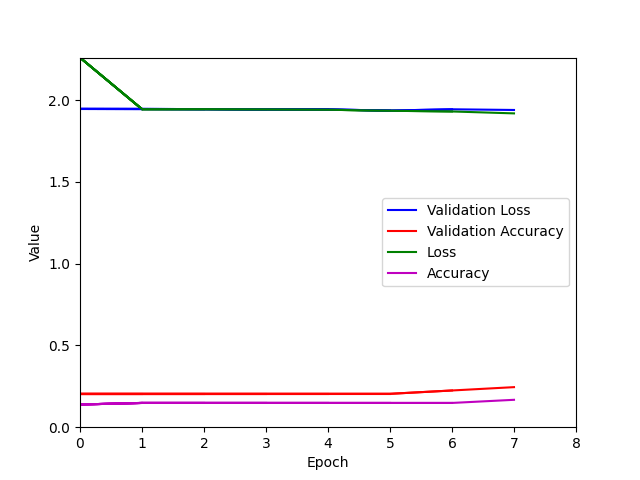 2.0
1.5
1.0
0.5
0.0
Value
Validation Loss
Validation Accuracy
Loss
Accuracy
0 1 2 3 4 5 6 7 8
Epoch